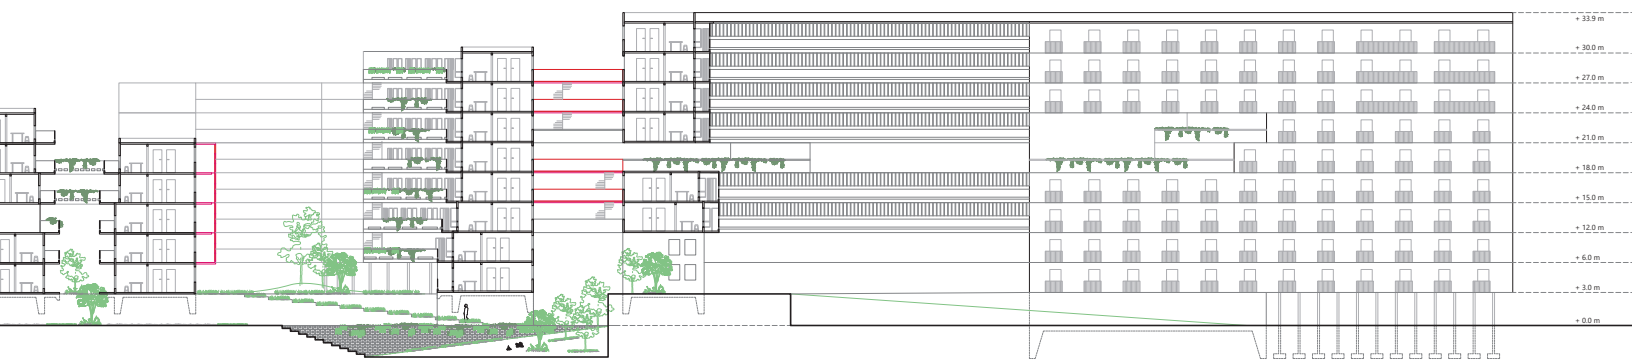 + 33.9 m
+ 30.0 m
+ 27.0 m
+ 24.0 m
+ 21.0 m
+ 18.0 m
+ 15.0 m
+ 12.0 m
+ 6.0 m
+ 3.0 m
+ 0.0 m